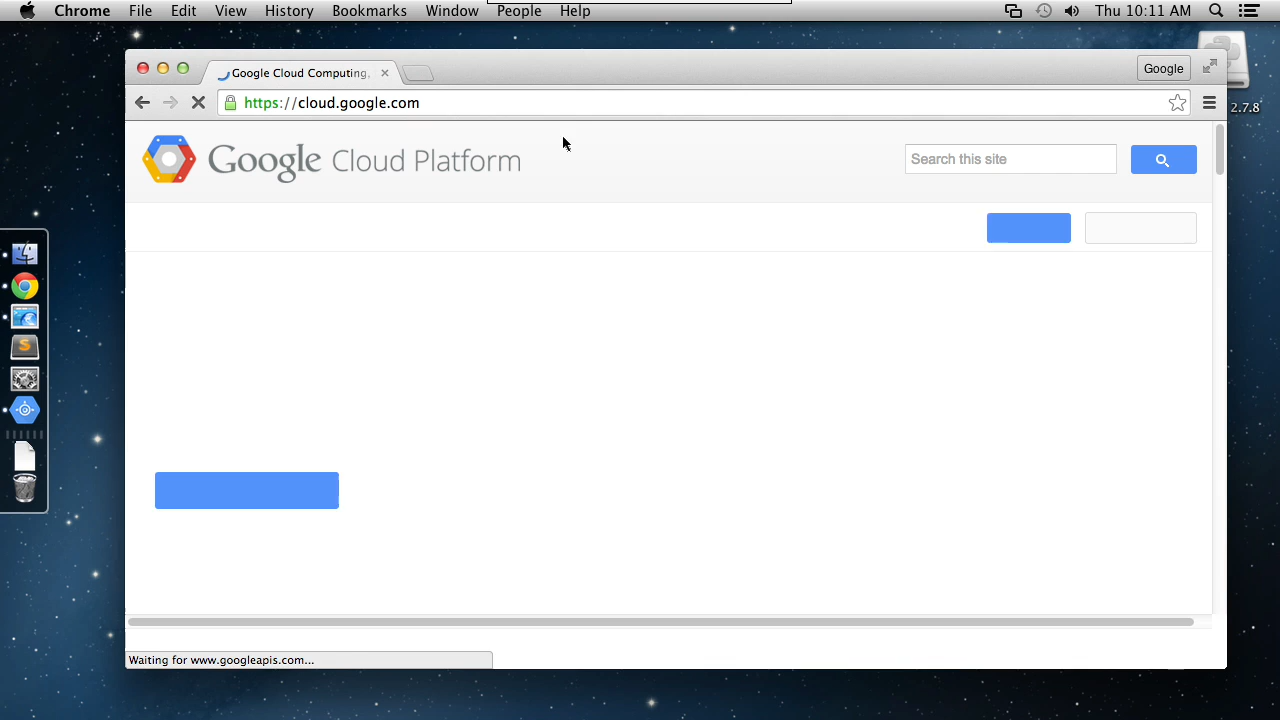 Chrome File Edit View History Bookmarks Window People Help Thu 10:11 AM
Google Cloud Computing, Google
https://cloud.google.com
2.7.8
Google Cloud Platform Search this site
Waiting for www.googleapis.com...